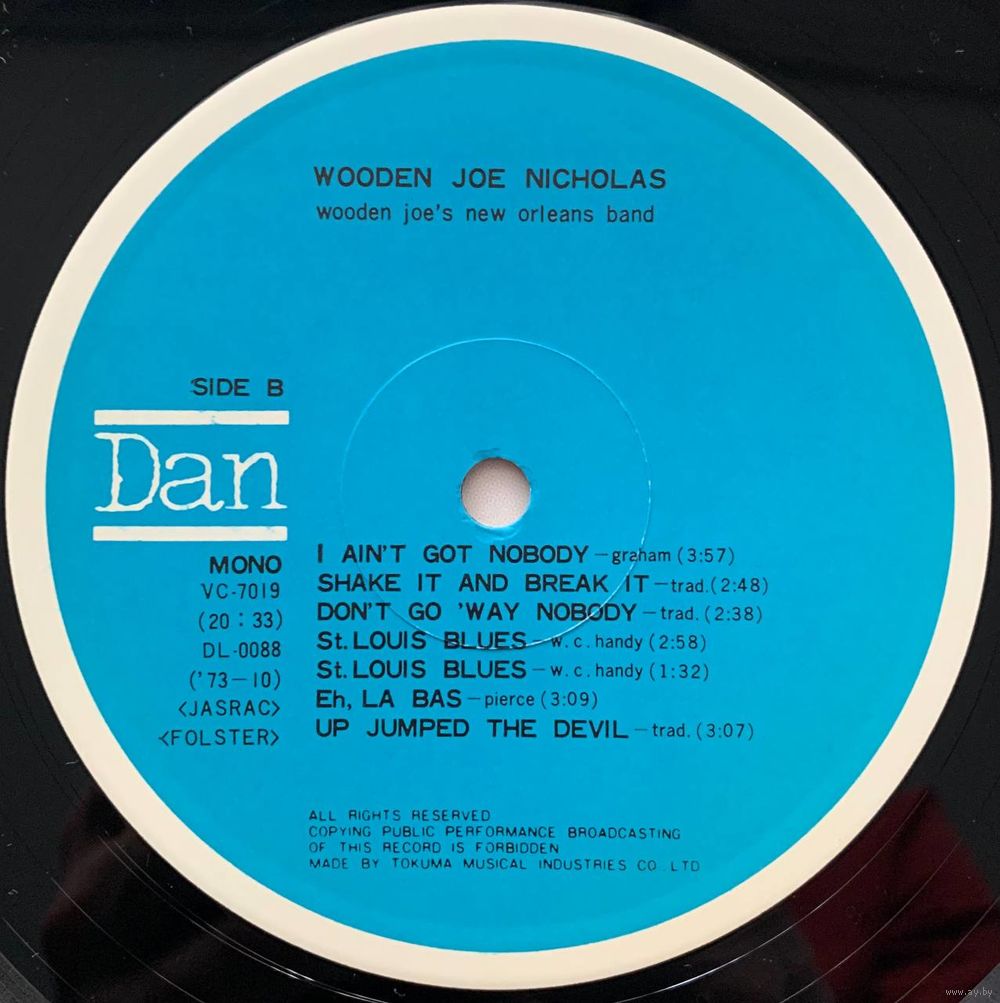 WOODEN JOE NICHOLAS
wooden joe's new orleans band
SIDE B
Dan
MONO
VC-7019
(20 : 33)
DL-0088
('73-10)
<JASRAC>
<FOLSTER>
I AIN'T GOT NOBODY—graham (3:57)
SHAKE IT AND BREAK IT—trad.(2:48)
DON'T GO 'WAY NOBODY—trad. (2:38)
St. LOUIS BLUES—w.c. handy (2:58)
St. LOUIS BLUES—w.c. handy (1:32)
Eh, LA BAS—pierce (3:09)
UP JUMPED THE DEVIL—trad. (3:07)
ALL RIGHTS RESERVED
COPYING PUBLIC PERFORMANCE BROADCASTING
OF THIS RECORD IS FORBIDDEN
MADE BY TOKUMA MUSICAL INDUSTRIES CO. LTD
www.ay.by